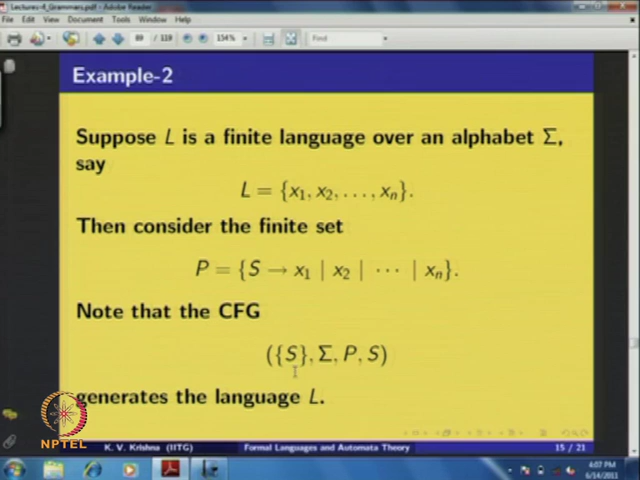 Lectures-4_Grammars.pdf - Adobe Reader
File Edit View Document Tools Window Help
89 / 119 154% Find
Example-2
Suppose L is a finite language over an alphabet Σ,
say
L = {x₁, x₂, . . . , xₙ}.
Then consider the finite set
P = {S → x₁ | x₂ | ··· | xₙ}.
Note that the CFG
({S}, Σ, P, S)
generates the language L.
NPTEL
K. V. Krishna (IITG) Formal Languages and Automata Theory 15 / 21
4:07 PM
6/14/2011